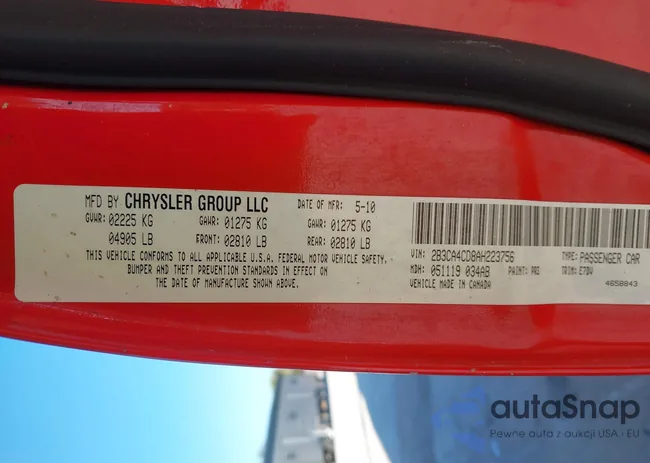 MFD BY CHRYSLER GROUP LLC DATE OF MFR: 5-10
GVWR: 02225 KG GAWR: 01275 KG GAWR: 01275 KG
04905 LB FRONT: 02810 LB REAR: 02810 LB
THIS VEHICLE CONFORMS TO ALL APPLICABLE U.S.A. FEDERAL MOTOR VEHICLE SAFETY,
BUMPER AND THEFT PREVENTION STANDARDS IN EFFECT ON
THE DATE OF MANUFACTURE SHOWN ABOVE.
VIN: 2B3CA4CD8AH223756 TYPE: PASSENGER CAR
MDH: 051119 034AB PAINT: PRG TRIM: E7DV
VEHICLE MADE IN CANADA 4658843
autaSnap
Pewne auta z aukcji USA · EU